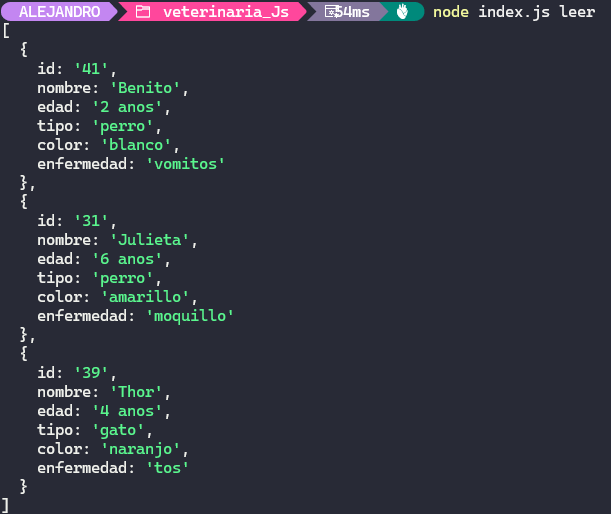 ALEJANDRO veterinaria_Js 54ms node index.js leer
[
  {
    id: '41',
    nombre: 'Benito',
    edad: '2 anos',
    tipo: 'perro',
    color: 'blanco',
    enfermedad: 'vomitos'
  },
  {
    id: '31',
    nombre: 'Julieta',
    edad: '6 anos',
    tipo: 'perro',
    color: 'amarillo',
    enfermedad: 'moquillo'
  },
  {
    id: '39',
    nombre: 'Thor',
    edad: '4 anos',
    tipo: 'gato',
    color: 'naranjo',
    enfermedad: 'tos'
  }
]